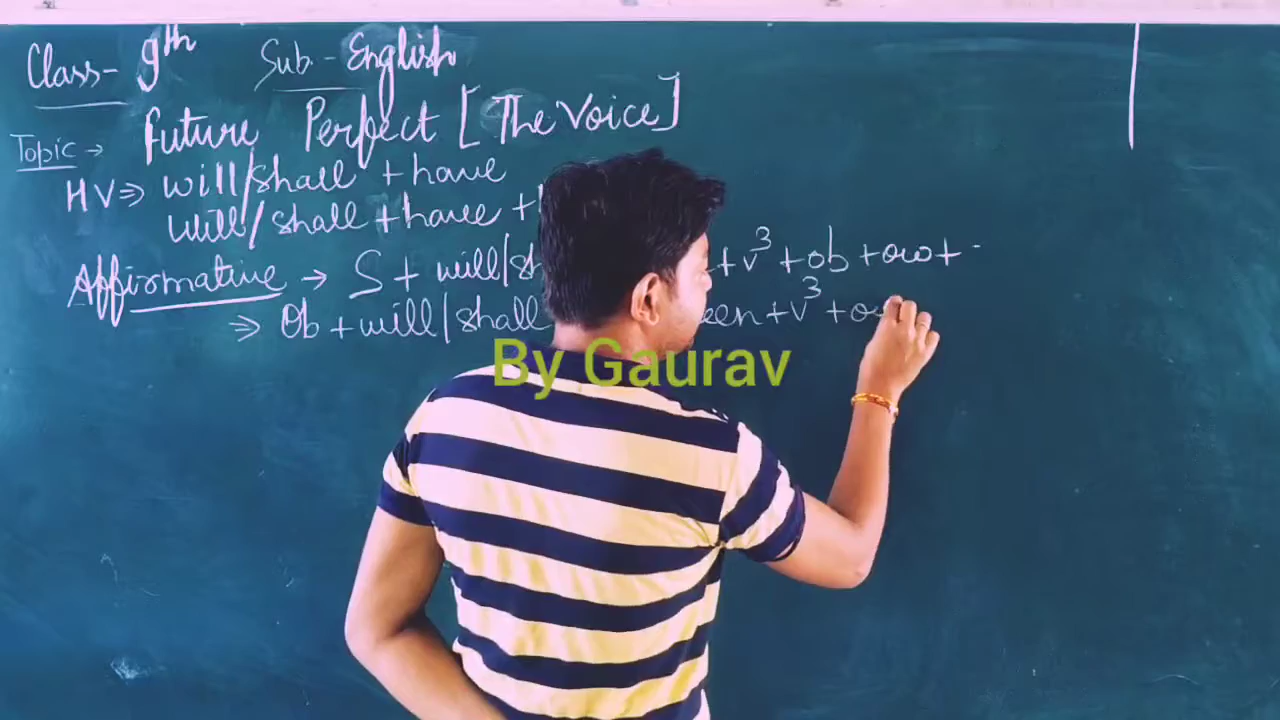 Class- 9th Sub - English
Topic → Future Perfect [The Voice]
HV ⇒ will/shall + have
will/shall + have +
Affirmative → S + will/sh + v³ + ob + ow + -
⇒ Ob + will/shall een + v³ + o
By Gaurav